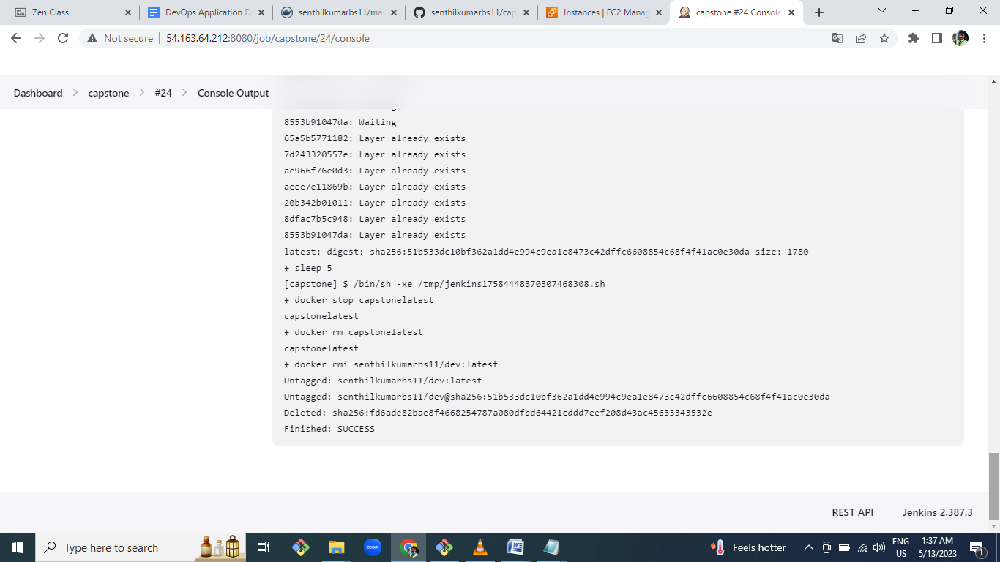 Zen Class
DevOps Application D
senthilkumarbs11/mas
senthilkumarbs11/cap
Instances | EC2 Manag
capstone #24 Console
Not secure
54.163.64.212:8080/job/capstone/24/console
Dashboard
capstone
#24
Console Output
8553b91047da: Waiting
65a5b5771182: Layer already exists
7d243320557e: Layer already exists
ae966f76e0d3: Layer already exists
aeee7e11869b: Layer already exists
20b342b01011: Layer already exists
8dfac7b5c948: Layer already exists
8553b91047da: Layer already exists
latest: digest: sha256:51b533dc10bf362a1dd4e994c9ea1e8473c42dffc6608854c68f4f41ac0e30da size: 1780
+ sleep 5
[capstone] $ /bin/sh -xe /tmp/jenkins17584448370307468308.sh
+ docker stop capstonelatest
capstonelatest
+ docker rm capstonelatest
capstonelatest
+ docker rmi senthilkumarbs11/dev:latest
Untagged: senthilkumarbs11/dev:latest
Untagged: senthilkumarbs11/dev@sha256:51b533dc10bf362a1dd4e994c9ea1e8473c42dffc6608854c68f4f41ac0e30da
Deleted: sha256:fd6ade82bae8f4668254787a080dfbd64421cddd7eef208d43ac45633343532e
Finished: SUCCESS
REST API
Jenkins 2.387.3
Type here to search
zoom
Feels hotter
ENG
US
1:37 AM
5/13/2023
1